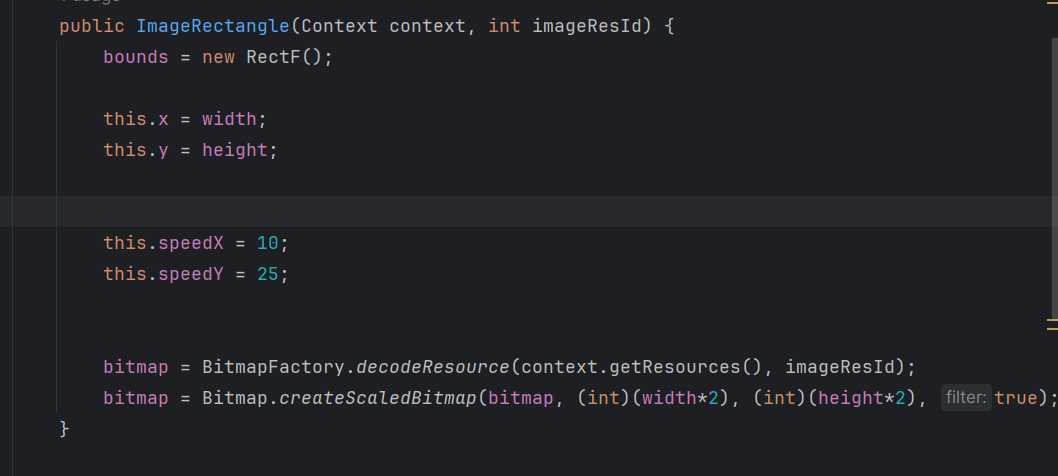 public ImageRectangle(Context context, int imageResId) {
bounds = new RectF();
this.x = width;
this.y = height;
this.speedX = 10;
this.speedY = 25;
bitmap = BitmapFactory.decodeResource(context.getResources(), imageResId);
bitmap = Bitmap.createScaledBitmap(bitmap, (int)(width*2), (int)(height*2), filter: true);
}